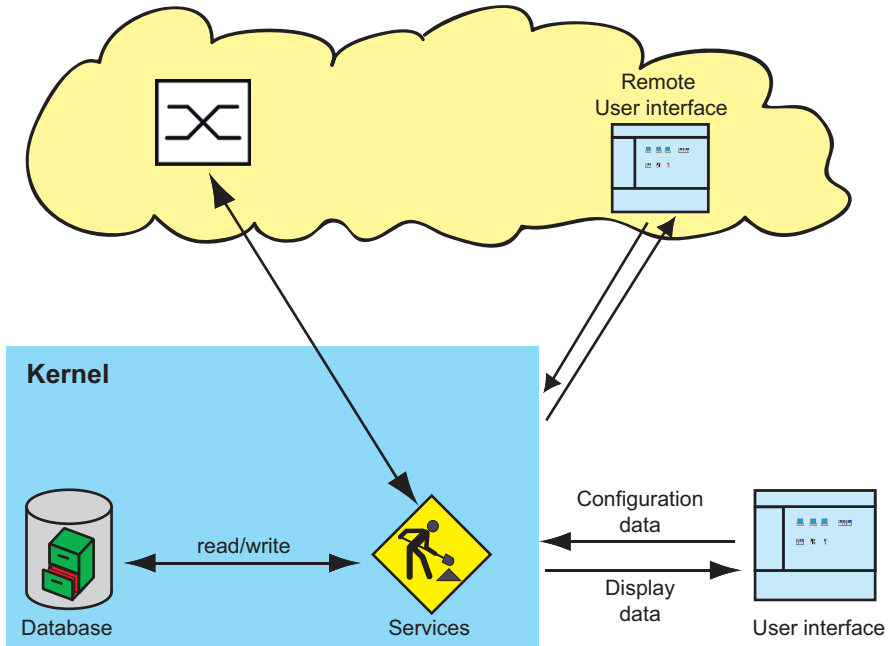 Remote
User interface
Kernel
Configuration
data
read/write
Display
data
Database
Services
User interface